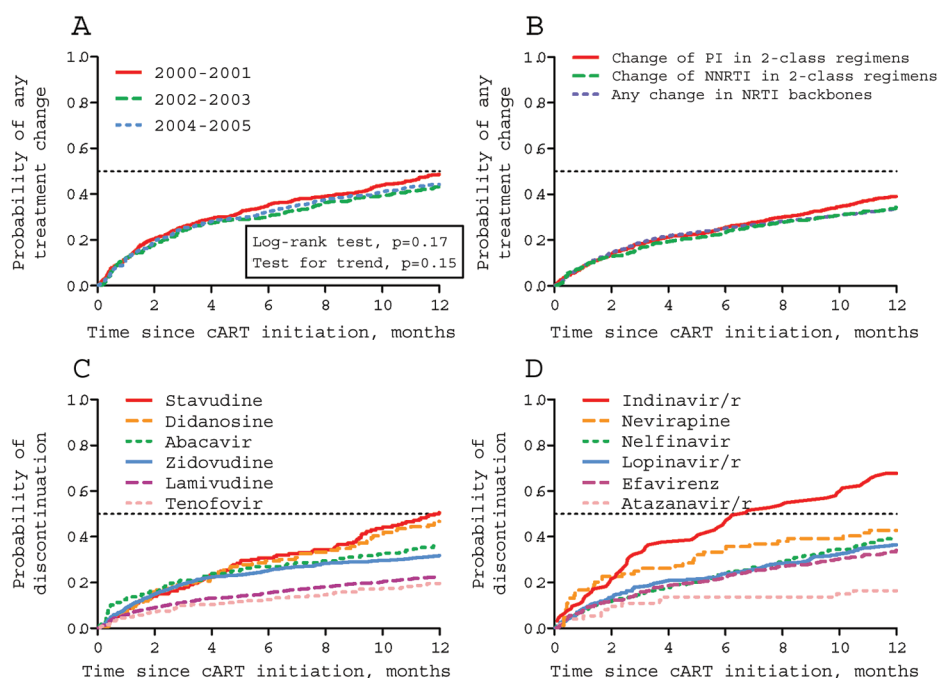 A
Probability of any
treatment change
1.0
0.8
0.6
0.4
0.2
0.0
2000-2001
2002-2003
2004-2005
Log-rank test, p=0.17
Test for trend, p=0.15
0 2 4 6 8 10 12
Time since cART initiation, months
B
Probability of any
treatment change
1.0
0.8
0.6
0.4
0.2
0.0
Change of PI in 2-class regimens
Change of NNRTI in 2-class regimens
Any change in NRTI backbones
0 2 4 6 8 10 12
Time since cART initiation, months
C
Probability of
discontinuation
1.0
0.8
0.6
0.4
0.2
0.0
Stavudine
Didanosine
Abacavir
Zidovudine
Lamivudine
Tenofovir
0 2 4 6 8 10 12
Time since cART initiation, months
D
Probability of
discontinuation
1.0
0.8
0.6
0.4
0.2
0.0
Indinavir/r
Nevirapine
Nelfinavir
Lopinavir/r
Efavirenz
Atazanavir/r
0 2 4 6 8 10 12
Time since cART initiation, months